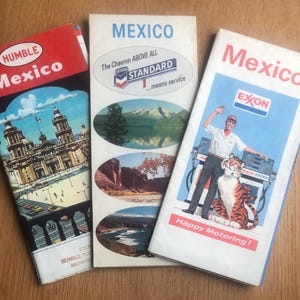 HUMBLE
Mexico
MEXICO
The Chevron ABOVE ALL
STANDARD
...means service
Mexico
EXXON
Happy Motoring!